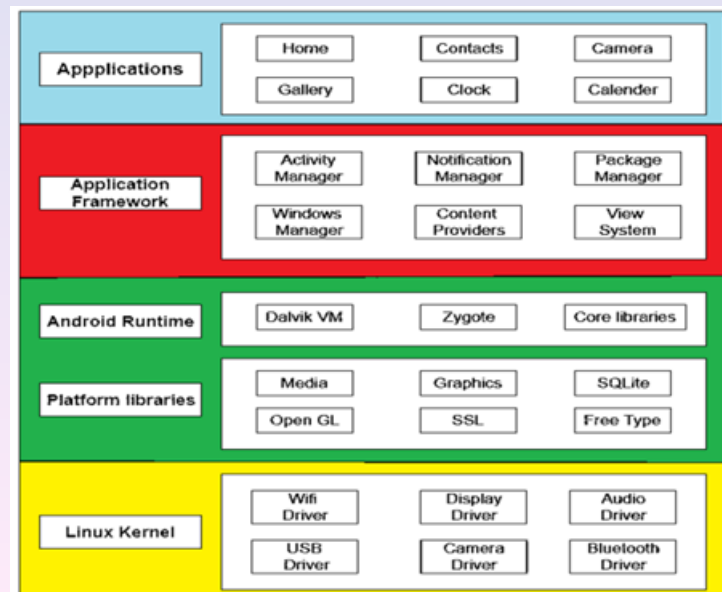 Appplications
Home Contacts Camera
Gallery Clock Calender
Application
Framework
Activity
Manager
Notification
Manager
Package
Manager
Windows
Manager
Content
Providers
View
System
Android Runtime
Dalvik VM Zygote Core libraries
Platform libraries
Media Graphics SQLite
Open GL SSL Free Type
Linux Kernel
Wifi
Driver
Display
Driver
Audio
Driver
USB
Driver
Camera
Driver
Bluetooth
Driver